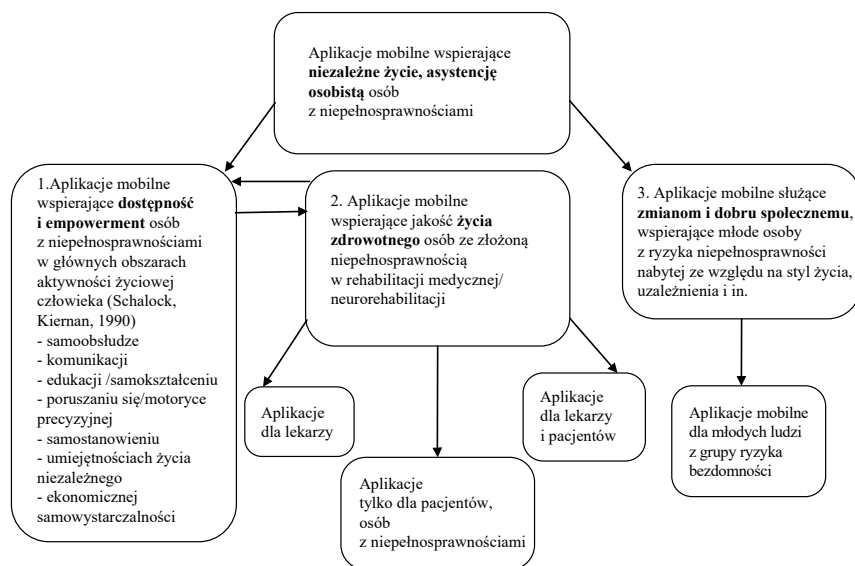 Aplikacje mobilne wspierające
niezależne życie, asystencję
osobistą osób
z niepełnosprawnościami
1.Aplikacje mobilne
wspierające dostępność
i empowerment osób
z niepełnosprawnościami
w głównych obszarach
aktywności życiowej
człowieka (Schalock,
Kiernan, 1990)
- samoobsłudze
- komunikacji
- edukacji /samokształceniu
- poruszaniu się/motoryce
precyzyjnej
- samostanowieniu
- umiejętnościach życia
niezależnego
- ekonomicznej
samowystarczalności
2. Aplikacje mobilne
wspierające jakość życia
zdrowotnego osób ze złożoną
niepełnosprawnością
w rehabilitacji medycznej/
neurorehabilitacji
3. Aplikacje mobilne służące
zmianom i dobru społecznemu,
wspierające młode osoby
z ryzyka niepełnosprawności
nabytej ze względu na styl życia,
uzależnienia i in.
Aplikacje
dla lekarzy
Aplikacje
tylko dla pacjentów,
osób
z niepełnosprawnościami
Aplikacje
dla lekarzy
i pacjentów
Aplikacje mobilne
dla młodych ludzi
z grupy ryzyka
bezdomności